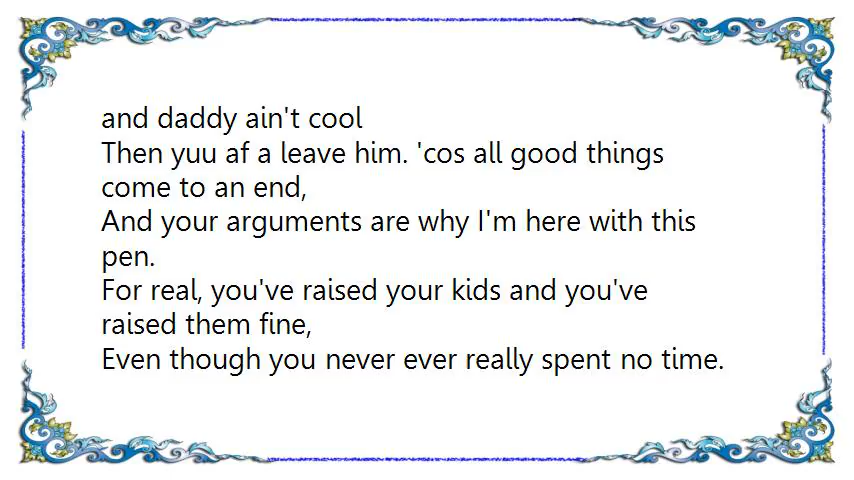 and daddy ain't cool
Then yuu af a leave him. 'cos all good things
come to an end,
And your arguments are why I'm here with this
pen.
For real, you've raised your kids and you've
raised them fine,
Even though you never ever really spent no time.